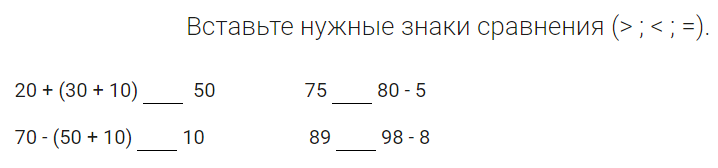 Вставьте нужные знаки сравнения (> ; < ; =).
20 + (30 + 10) ____ 50 75 ____ 80 - 5
70 - (50 + 10) ____ 10 89 ____ 98 - 8